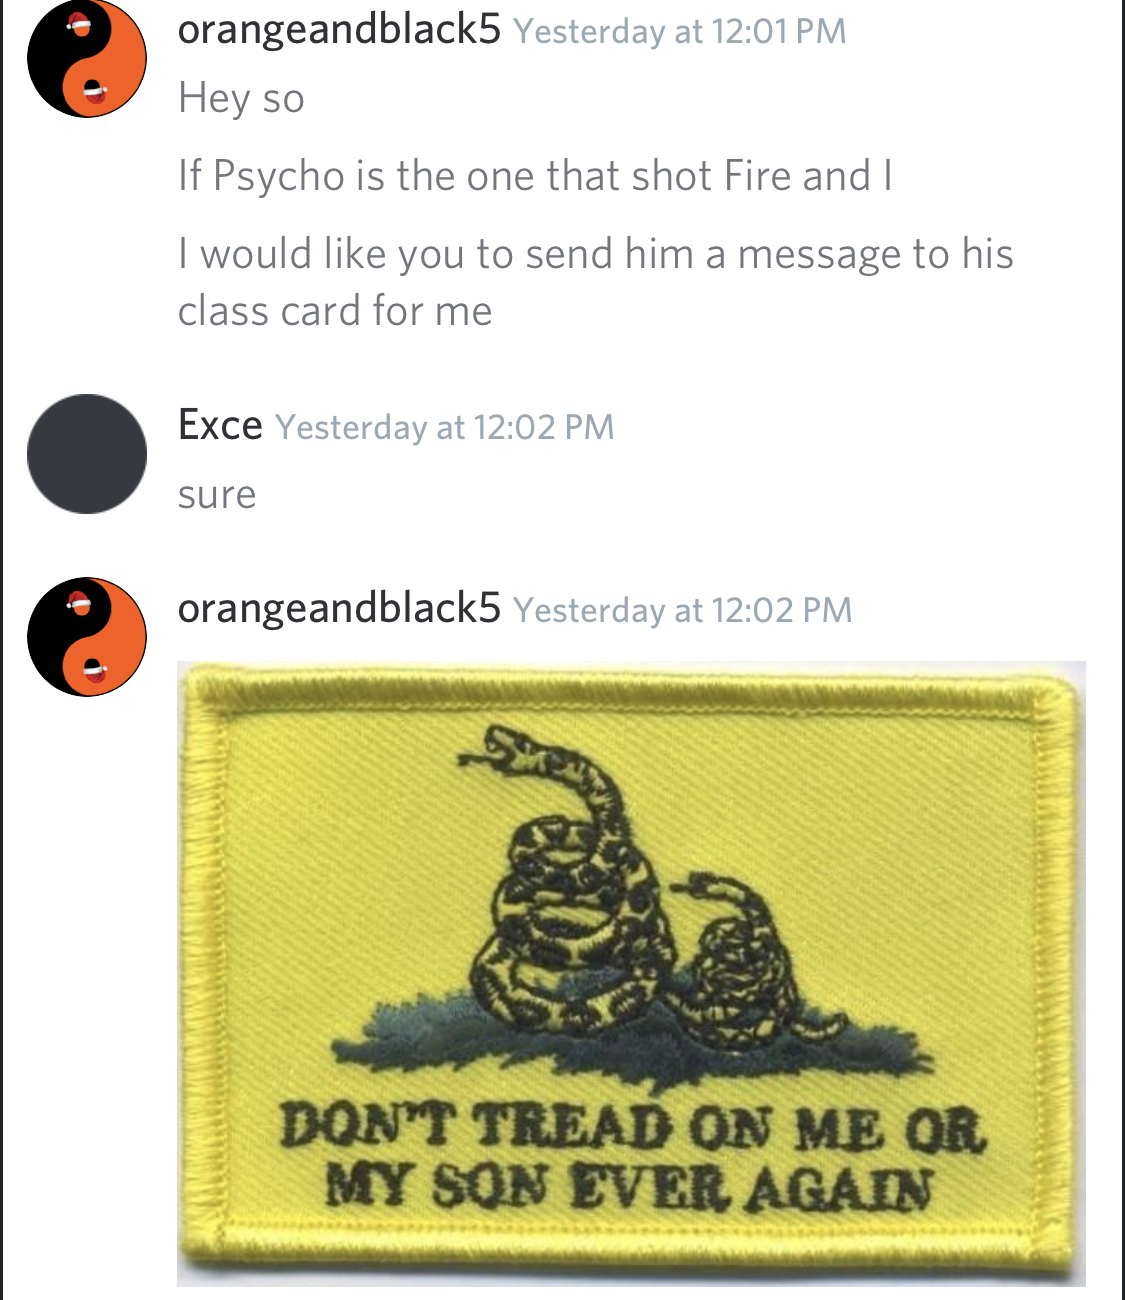 orangeandblack5 Yesterday at 12:01 PM
Hey so
If Psycho is the one that shot Fire and I
I would like you to send him a message to his
class card for me
Exce Yesterday at 12:02 PM
sure
orangeandblack5 Yesterday at 12:02 PM
DON'T TREAD ON ME OR
MY SON EVER AGAIN